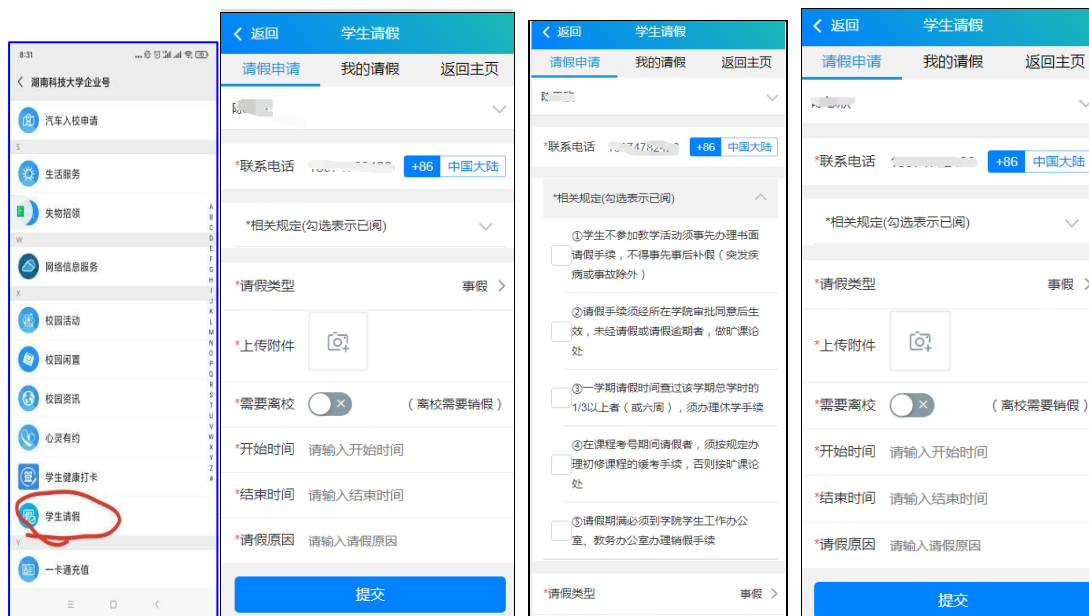 8:31
湖南科技大学企业号
汽车入校申请
S
生活服务
失物招领
W
网络信息服务
X
校园活动
校园闲置
校园资讯
心灵有约
学生健康打卡
学生请假
Y
一卡通充值
A
B
C
D
E
F
G
H
I
J
K
L
M
N
O
P
Q
R
S
T
U
V
W
X
Y
Z
#
返回 学生请假
请假申请 我的请假 返回主页
*联系电话 +86 中国大陆
*相关规定(勾选表示已阅)
*请假类型 事假
*上传附件
*需要离校 (离校需要销假)
*开始时间 请输入开始时间
*结束时间 请输入结束时间
*请假原因 请输入请假原因
提交
返回 学生请假
请假申请 我的请假 返回主页
*联系电话 +86 中国大陆
*相关规定(勾选表示已阅)
①学生不参加教学活动须事先办理书面
请假手续，不得事先事后补假（突发疾
病或事故除外）
②请假手续须经所在学院审批同意后生
效，未经请假或请假逾期者，做旷课论
处
③一学期请假时间查过该学期总学时的
1/3以上者（或六周），须办理休学手续
④在课程考号期间请假者，须按规定办
理初修课程的缓考手续，否则按旷课论
处
⑤请假期满必须到学院学生工作办公
室、教务办公室办理销假手续
*请假类型 事假
返回 学生请假
请假申请 我的请假 返回主页
*联系电话 +86 中国大陆
*相关规定(勾选表示已阅)
*请假类型 事假
*上传附件
*需要离校 (离校需要销假)
*开始时间 请输入开始时间
*结束时间 请输入结束时间
*请假原因 请输入请假原因
提交